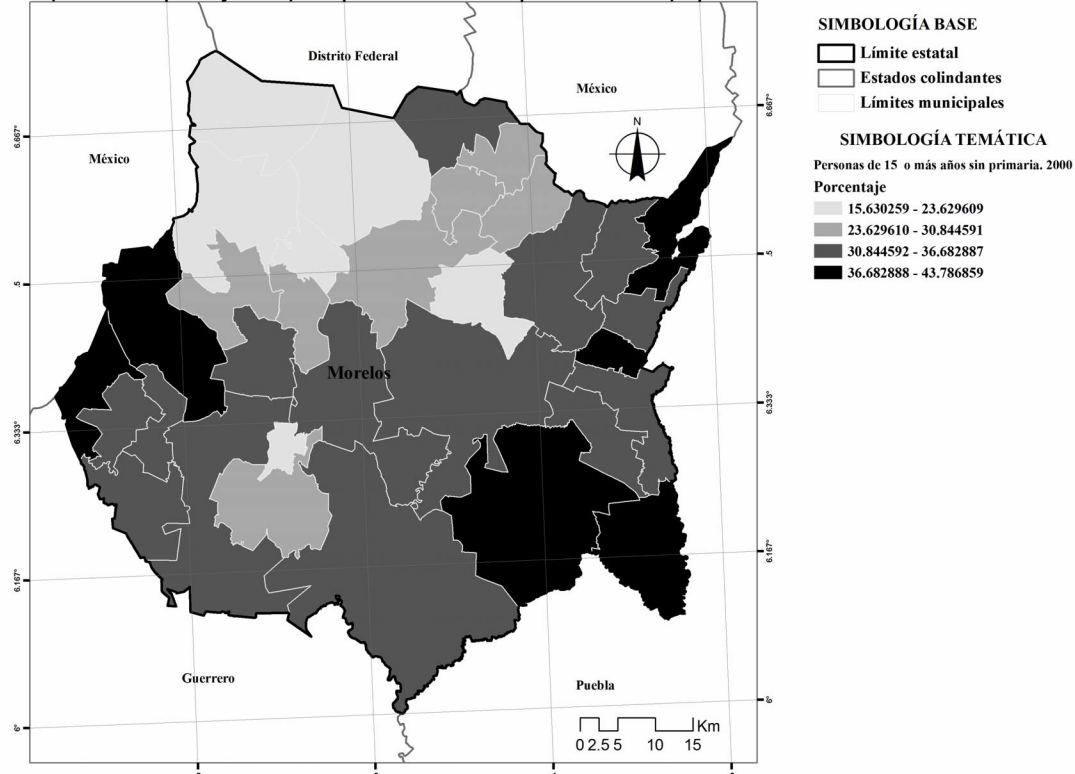 SIMBOLOGÍA BASE
Límite estatal
Estados colindantes
Límites municipales
SIMBOLOGÍA TEMÁTICA
Personas de 15 o más años sin primaria. 2000
Porcentaje
15.630259 - 23.629609
23.629610 - 30.844591
30.844592 - 36.682887
36.682888 - 43.786859
Distrito Federal
México
N
México
Morelos
Guerrero
Puebla
Km
0 2.5 5 10 15
6.667°
.5
6.333°
6.167°
6°
6.667°
.5
6.333°
6.167°
6°